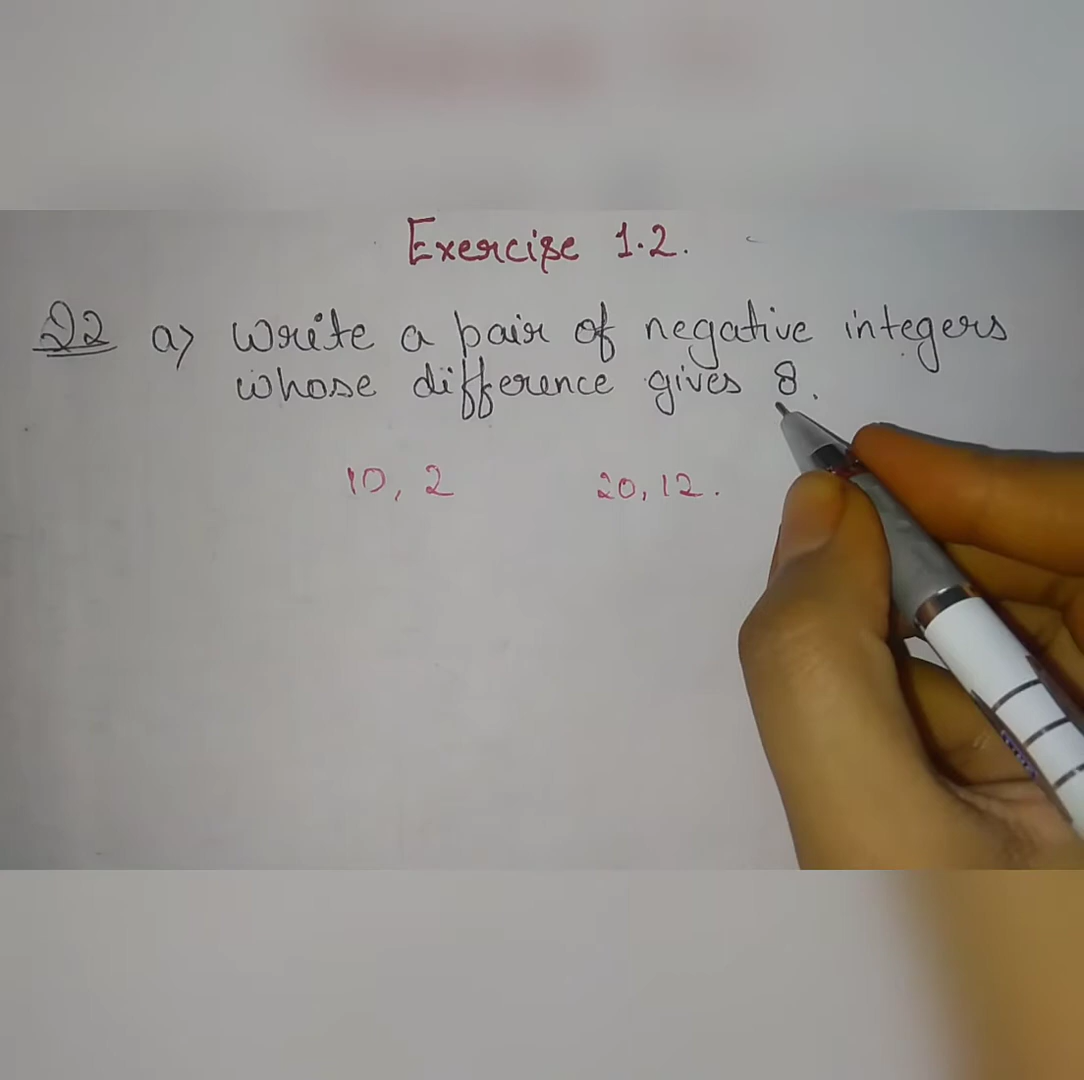 Exercise 1.2.
Q2 a) Write a pair of negative integers
whose difference gives 8.
10, 2 20, 12.